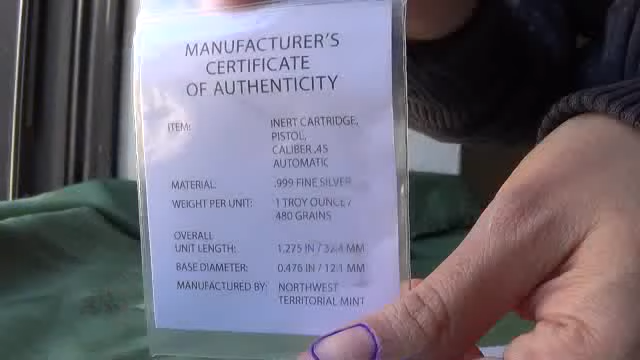 MANUFACTURER'S
CERTIFICATE
OF AUTHENTICITY
ITEM: INERT CARTRIDGE,
PISTOL,
CALIBER .45
AUTOMATIC
MATERIAL: .999 FINE SILVER
WEIGHT PER UNIT: 1 TROY OUNCE /
480 GRAINS
OVERALL
UNIT LENGTH: 1.275 IN / 32.4 MM
BASE DIAMETER: 0.476 IN / 12.1 MM
MANUFACTURED BY: NORTHWEST
TERRITORIAL MINT